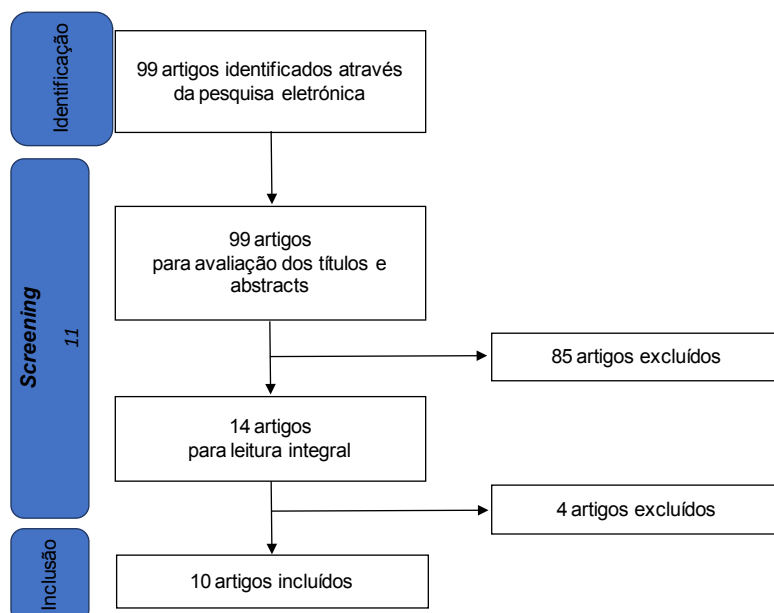 Identificação
99 artigos identificados através
da pesquisa eletrónica
Screening
11
99 artigos
para avaliação dos títulos e
abstracts
85 artigos excluídos
14 artigos
para leitura integral
4 artigos excluídos
Inclusão
10 artigos incluídos